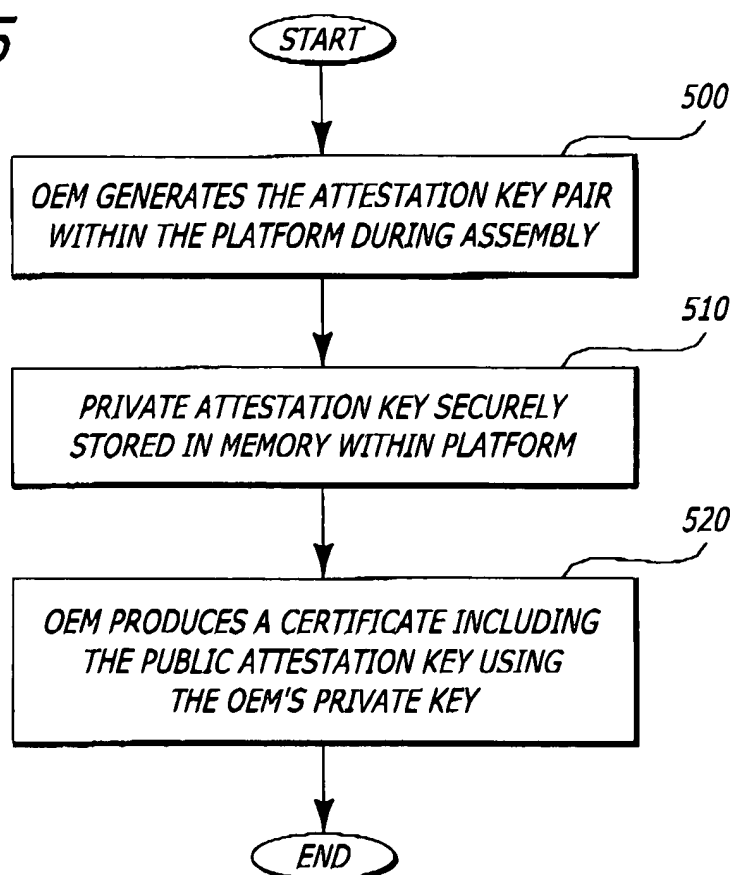 5
START
500
OEM GENERATES THE ATTESTATION KEY PAIR
WITHIN THE PLATFORM DURING ASSEMBLY
510
PRIVATE ATTESTATION KEY SECURELY
STORED IN MEMORY WITHIN PLATFORM
520
OEM PRODUCES A CERTIFICATE INCLUDING
THE PUBLIC ATTESTATION KEY USING
THE OEM'S PRIVATE KEY
END